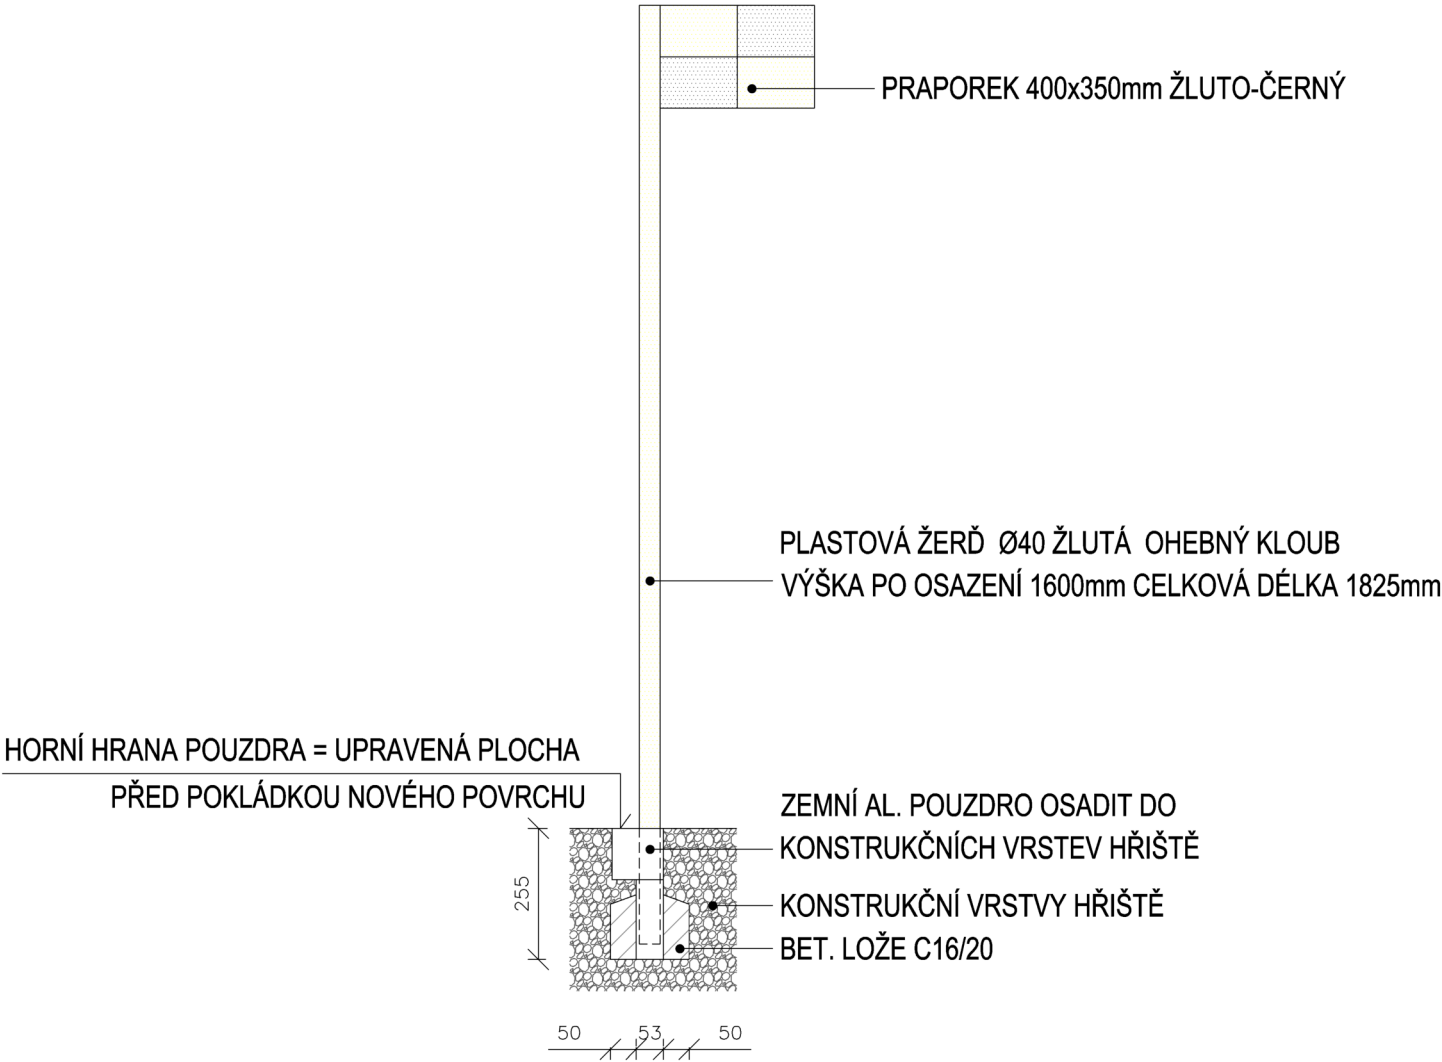 PRAPOREK 400x350mm ŽLUTO-ČERNÝ
PLASTOVÁ ŽERĎ Ø40 ŽLUTÁ OHEBNÝ KLOUB
VÝŠKA PO OSAZENÍ 1600mm CELKOVÁ DÉLKA 1825mm
HORNÍ HRANA POUZDRA = UPRAVENÁ PLOCHA
PŘED POKLÁDKOU NOVÉHO POVRCHU
ZEMNÍ AL. POUZDRO OSADIT DO
KONSTRUKČNÍCH VRSTEV HŘIŠTĚ
KONSTRUKČNÍ VRSTVY HŘIŠTĚ
BET. LOŽE C16/20
255
50 53 50